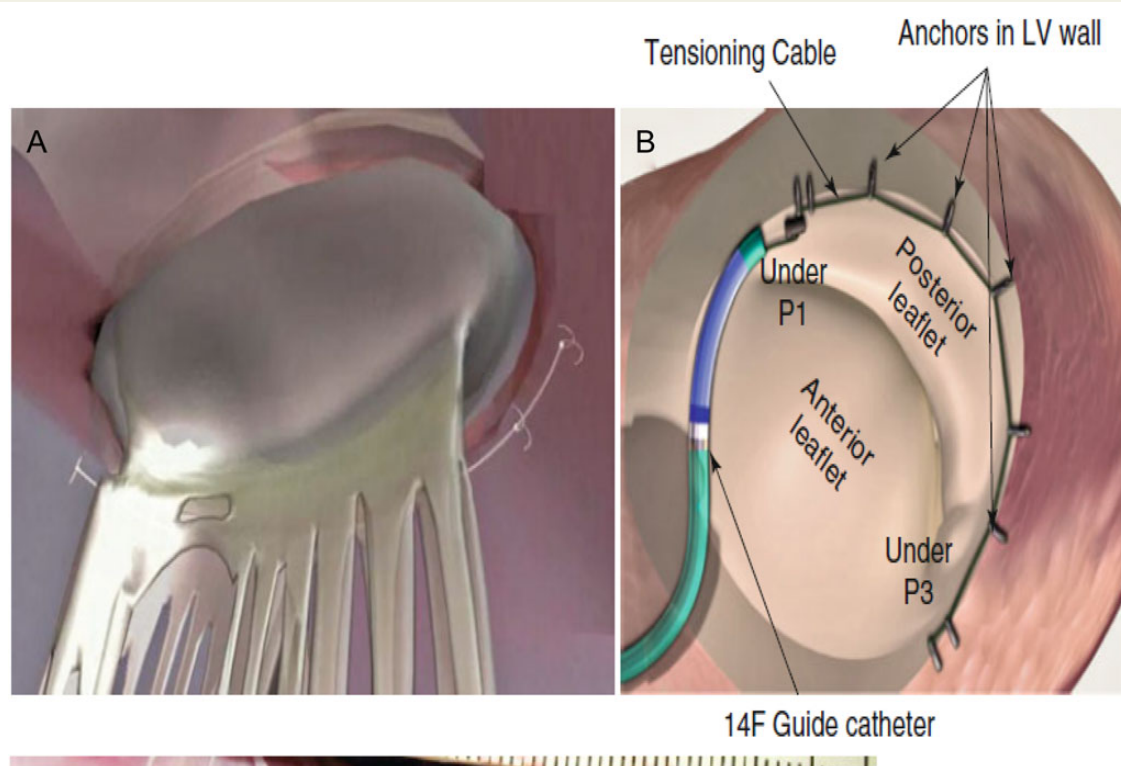 Anchors in LV wall
Tensioning Cable
A
B
Under
P1
Posterior
leaflet
Anterior
leaflet
Under
P3
14F Guide catheter